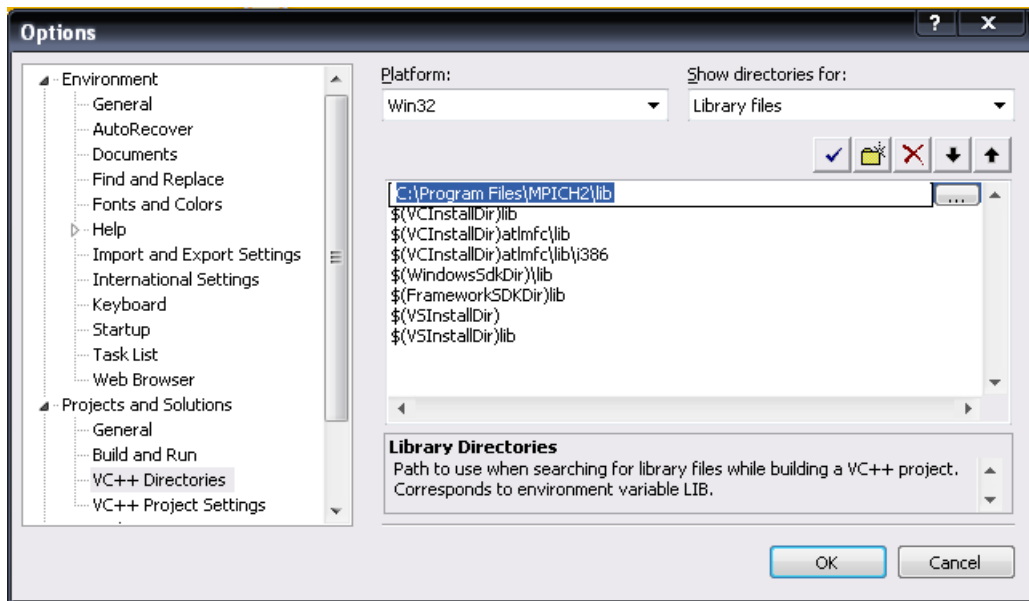 Options
? x
Environment
General
AutoRecover
Documents
Find and Replace
Fonts and Colors
Help
Import and Export Settings
International Settings
Keyboard
Startup
Task List
Web Browser
Projects and Solutions
General
Build and Run
VC++ Directories
VC++ Project Settings
Platform:
Win32
Show directories for:
Library files
C:\Program Files\MPICH2\lib
...
$(VCInstallDir)lib
$(VCInstallDir)atlmfc\lib
$(VCInstallDir)atlmfc\lib\i386
$(WindowsSdkDir)\lib
$(FrameworkSDKDir)lib
$(VSInstallDir)
$(VSInstallDir)lib
Library Directories
Path to use when searching for library files while building a VC++ project.
Corresponds to environment variable LIB.
OK
Cancel